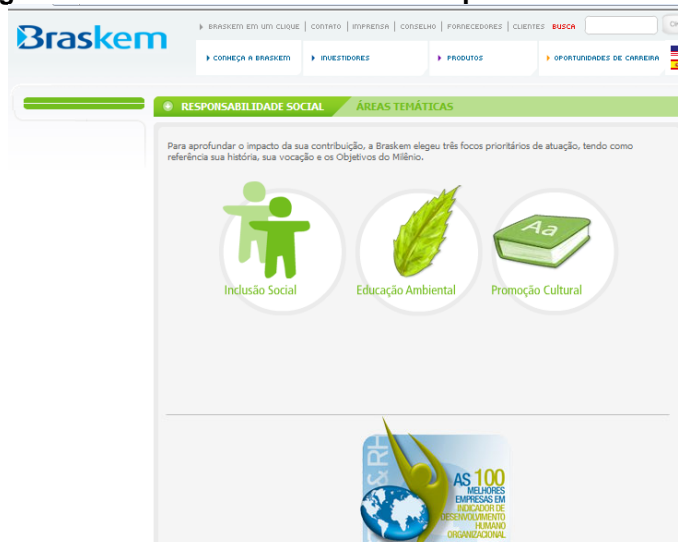 Braskem
BRASKEM EM UM CLIQUE | CONTATO | IMPRENSA | CONSELHO | FORNECEDORES | CLIENTES BUSCA
CONHEÇA A BRASKEM INVESTIDORES PRODUTOS OPORTUNIDADES DE CARREIRA
RESPONSABILIDADE SOCIAL ÁREAS TEMÁTICAS
Para aprofundar o impacto da sua contribuição, a Braskem elegeu três focos prioritários de atuação, tendo como
referência sua história, sua vocação e os Objetivos do Milênio.
Aa
Inclusão Social Educação Ambiental Promoção Cultural
& RH
AS 100
MELHORES
EMPRESAS EM
INDICADOR DE
DESENVOLVIMENTO
HUMANO
ORGANIZACIONAL